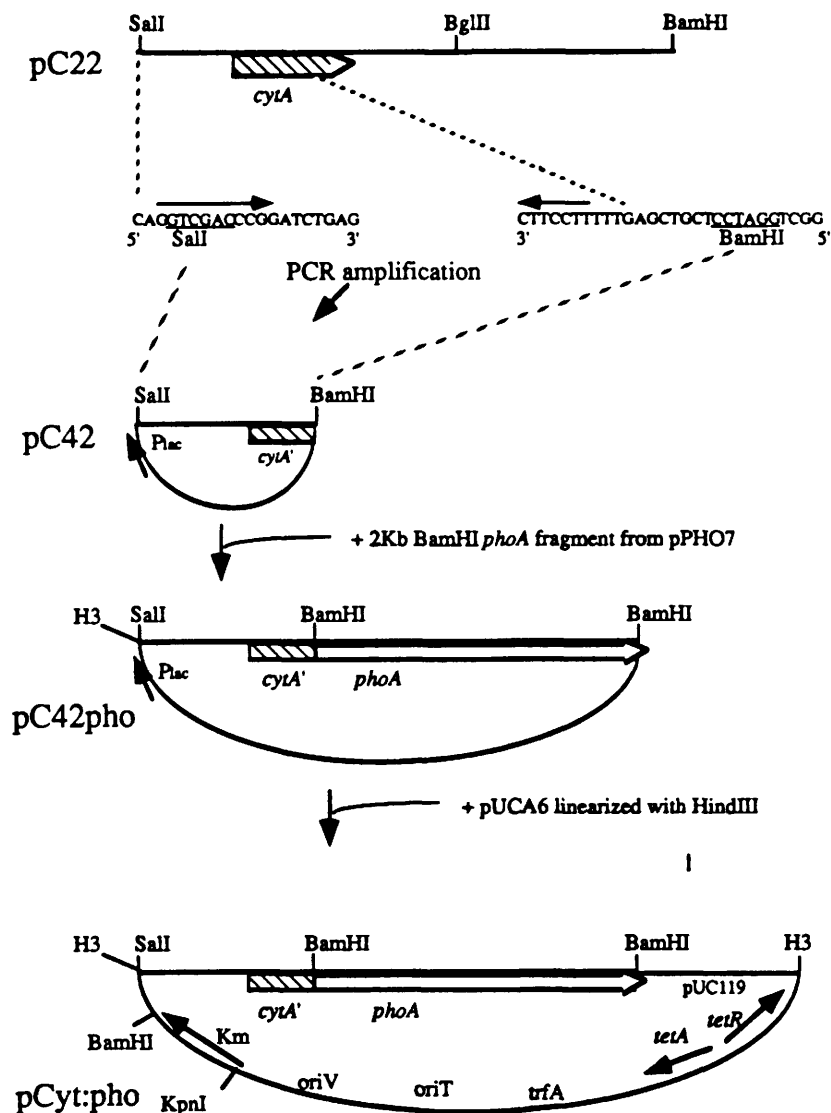 SalI BglII BamHI
pC22
cytA
CAGGTCGACCCGGATCTGAG CTTCCTTTTTGAGCTGCTCCTAGGTCGG
5' SalI 3' 3' BamHI 5'
PCR amplification
SalI BamHI
pC42
Plac
cytA'
+ 2Kb BamHI phoA fragment from pPHO7
H3 SalI BamHI BamHI
Plac cytA' phoA
pC42pho
+ pUCA6 linearized with HindIII
H3 SalI BamHI BamHI H3
pUC119
cytA' phoA
BamHI Km tetA tetR
oriV oriT trfA
pCyt:pho KpnI